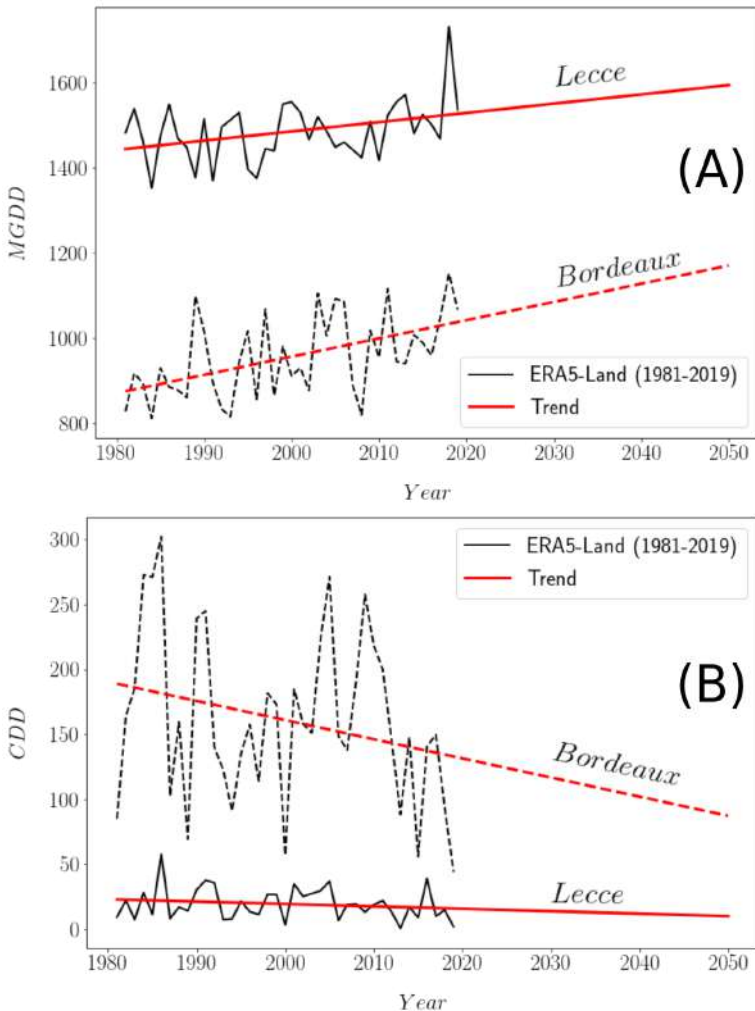 1600
1400
1200
1000
800
MGDD
Lecce
(A)
Bordeaux
ERA5-Land (1981-2019)
Trend
1980 1990 2000 2010 2020 2030 2040 2050
Year
300
250
200
150
100
50
0
CDD
ERA5-Land (1981-2019)
Trend
(B)
Bordeaux
Lecce
1980 1990 2000 2010 2020 2030 2040 2050
Year